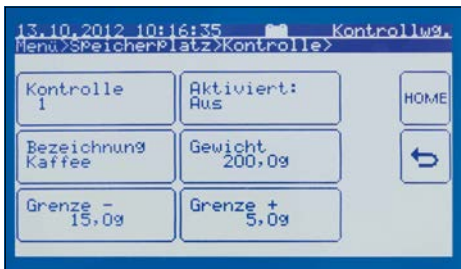 13.10.2012 10:16:35 Kontrollwg.
Menü>Speicherplatz>Kontrolle>
Kontrolle
1
Aktiviert:
Aus
HOME
Bezeichnung
Kaffee
Gewicht
200,0g
Grenze -
15,0g
Grenze +
5,0g